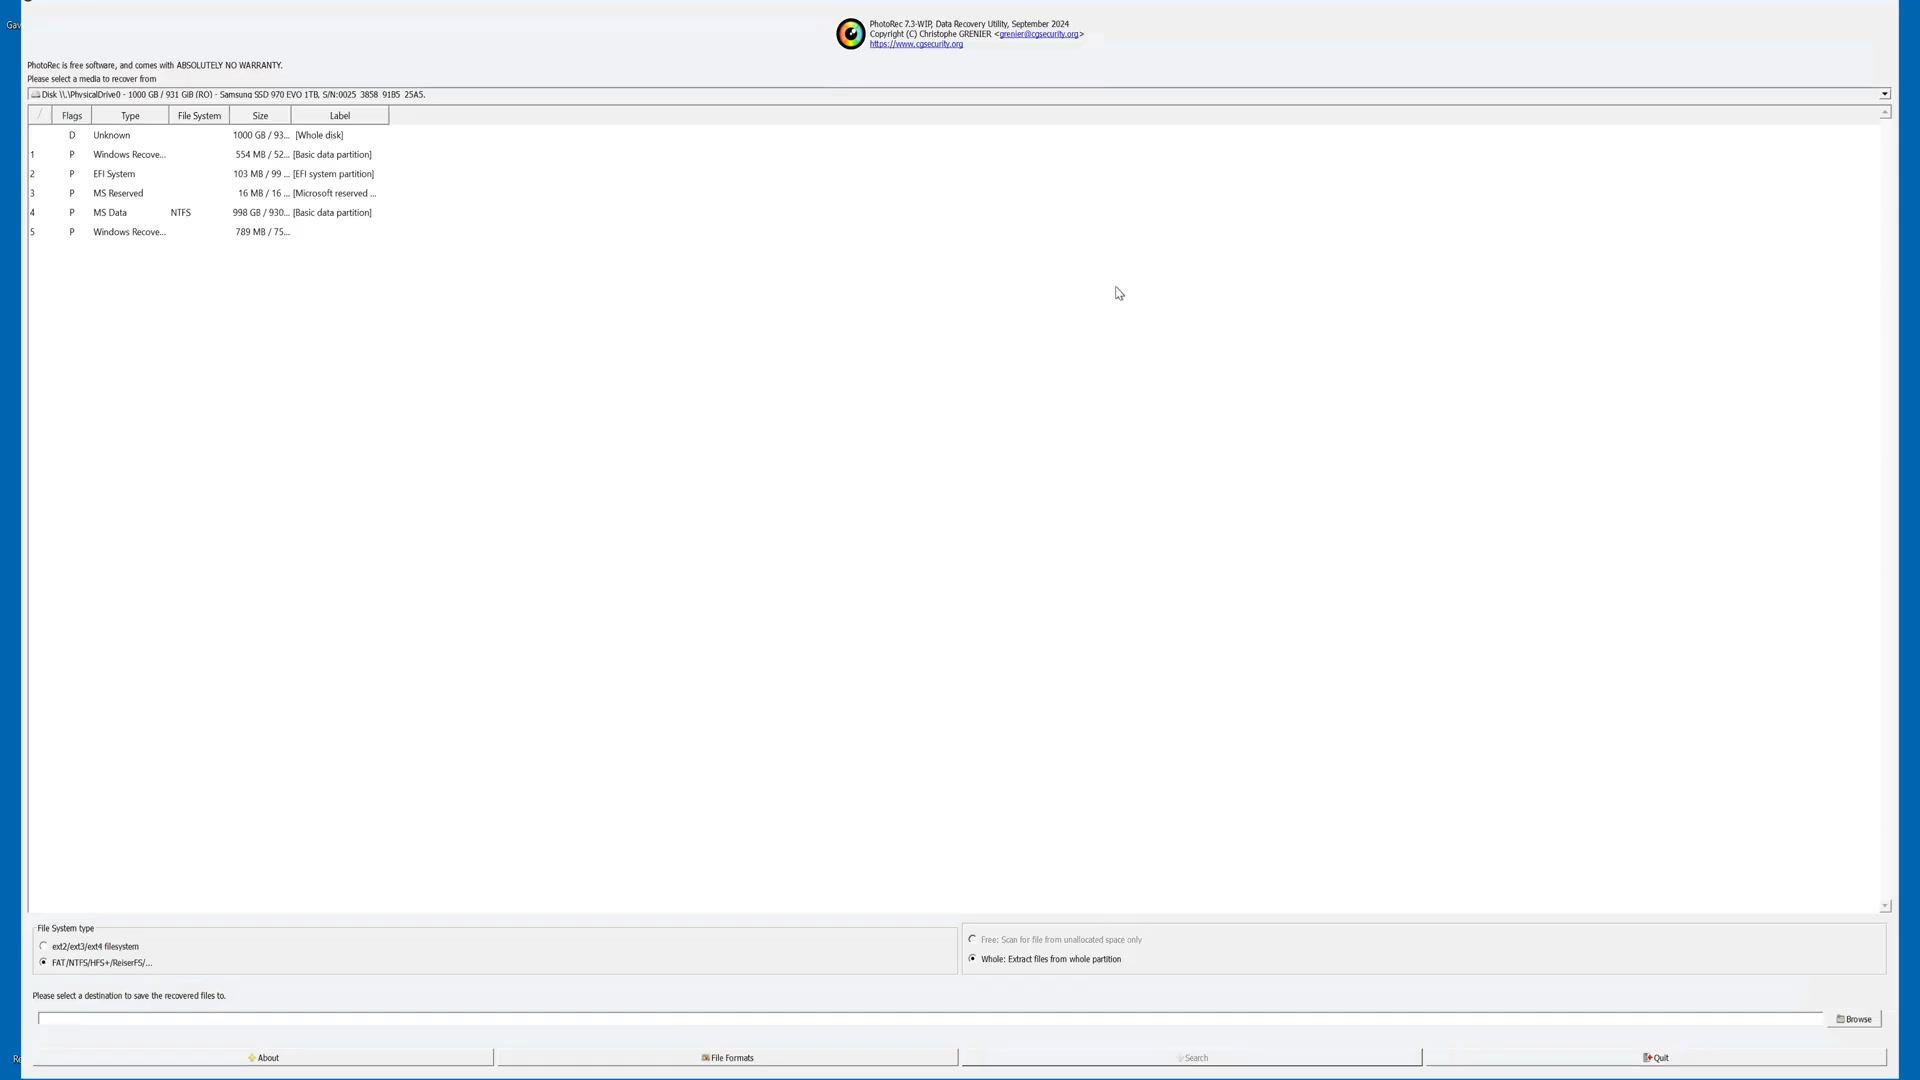 PhotoRec 7.3-WIP, Data Recovery Utility, September 2024
Copyright (C) Christophe GRENIER <grenier@cgsecurity.org>
https://www.cgsecurity.org
PhotoRec is free software, and comes with ABSOLUTELY NO WARRANTY.
Please select a media to recover from
Disk \\.\PhysicalDrive0 - 1000 GB / 931 GiB (RO) - Samsung SSD 970 EVO 1TB, S/N:0025_3858_91B5_25A5.
Flags Type File System Size Label
D Unknown 1000 GB / 93... [Whole disk]
1 P Windows Recove... 554 MB / 52... [Basic data partition]
2 P EFI System 103 MB / 99 ... [EFI system partition]
3 P MS Reserved 16 MB / 16 ... [Microsoft reserved ...
4 P MS Data NTFS 998 GB / 930... [Basic data partition]
5 P Windows Recove... 789 MB / 75...
File System type
ext2/ext3/ext4 filesystem
FAT/NTFS/HFS+/ReiserFS/...
Free: Scan for file from unallocated space only
Whole: Extract files from whole partition
Please select a destination to save the recovered files to.
Browse
About
File Formats
Search
Quit